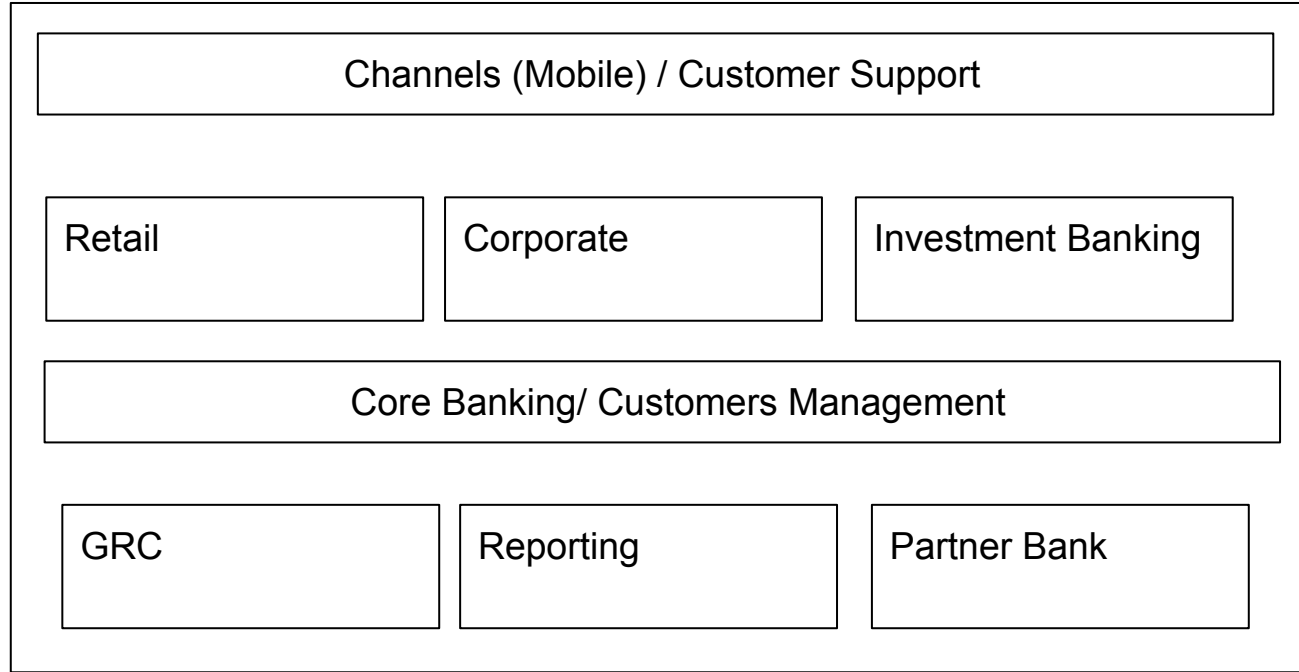 Channels (Mobile) / Customer Support
Retail
Corporate
Investment Banking
Core Banking/ Customers Management
GRC
Reporting
Partner Bank